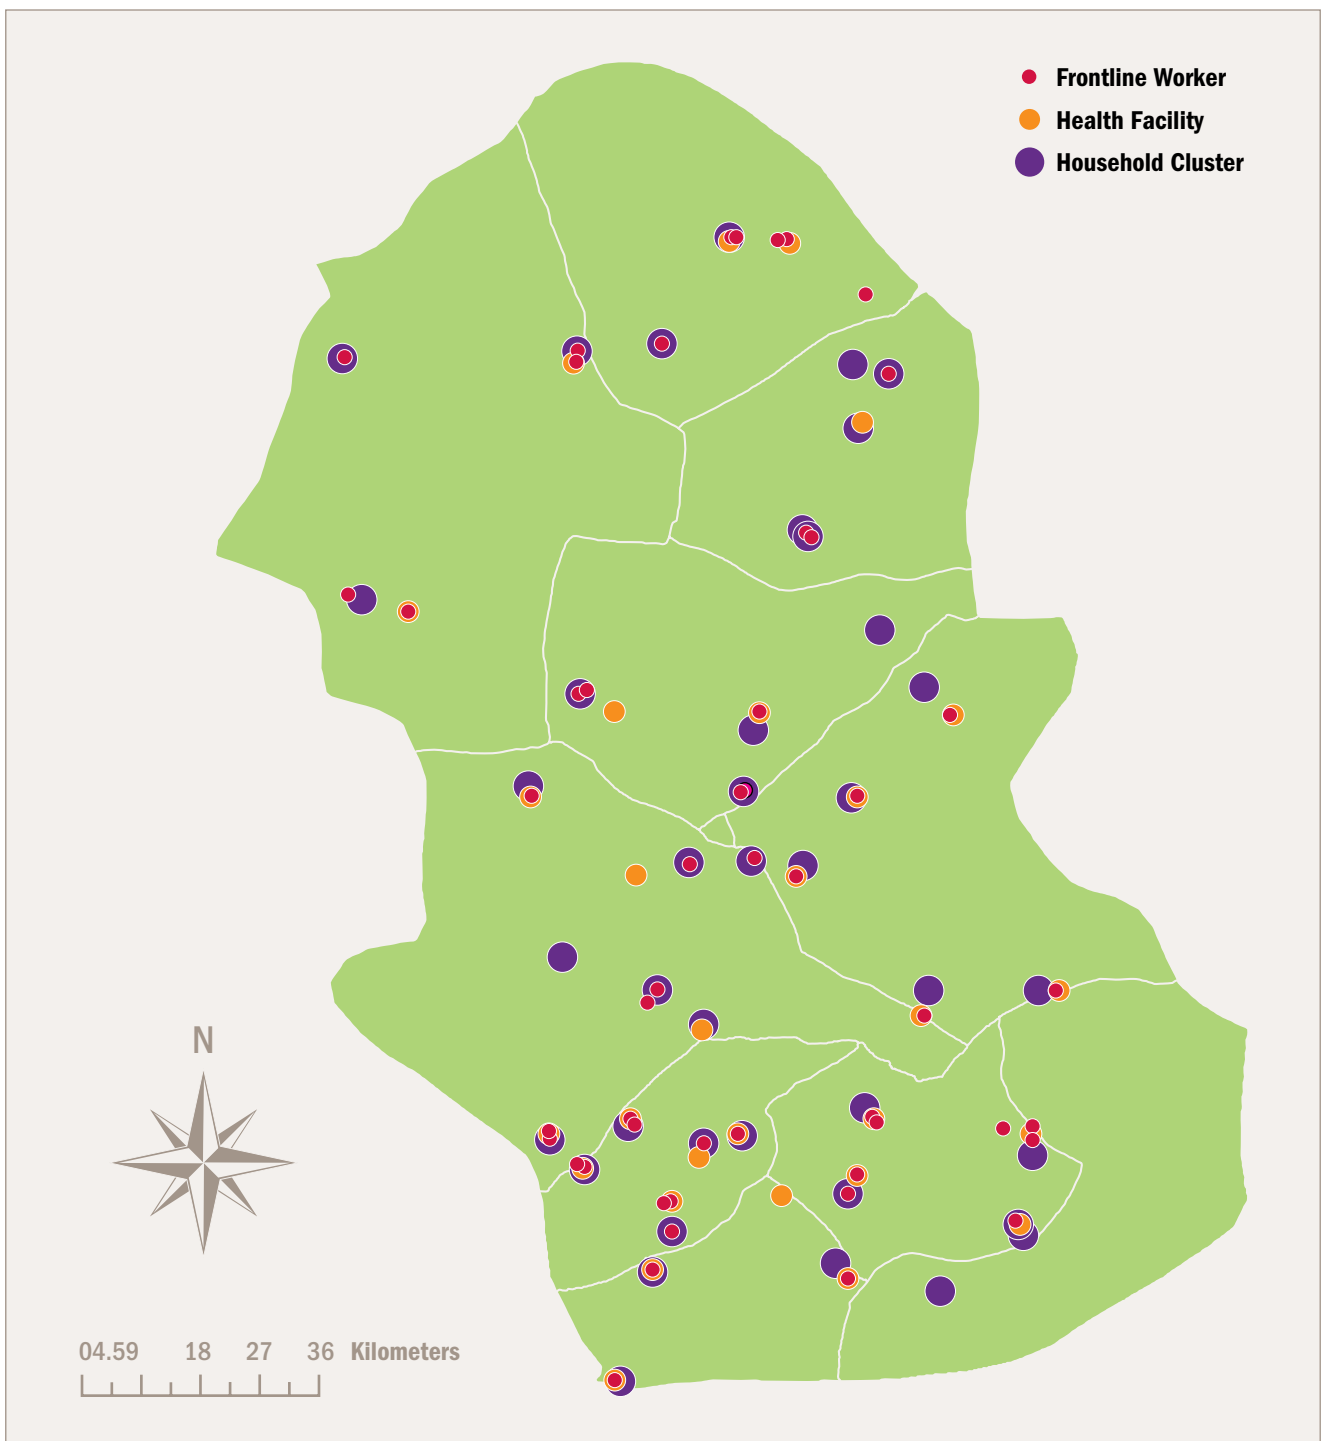 Frontline Worker
Health Facility
Household Cluster
N
04.59 18 27 36 Kilometers